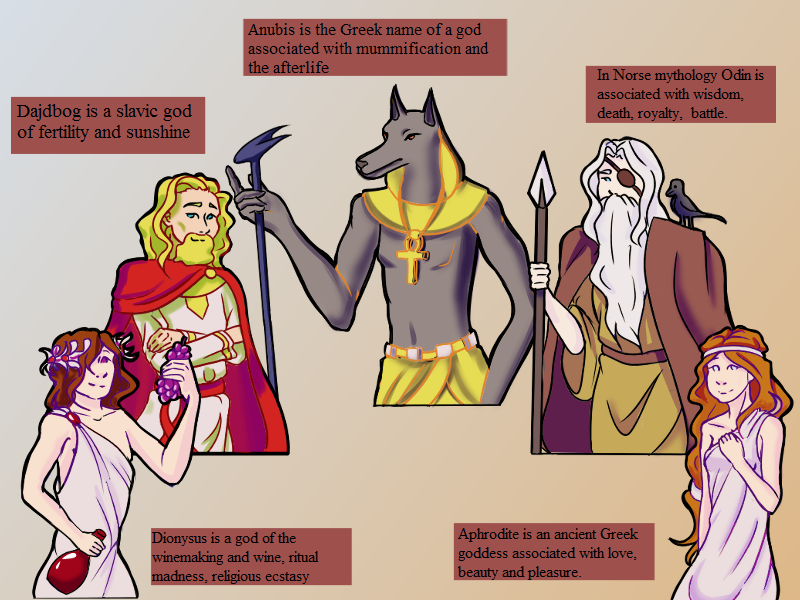 Anubis is the Greek name of a god
associated with mummification and
the afterlife
In Norse mythology Odin is
associated with wisdom,
death, royalty, battle.
Dajdbog is a slavic god
of fertility and sunshine
Dionysus is a god of the
winemaking and wine, ritual
madness, religious ecstasy
Aphrodite is an ancient Greek
goddess associated with love,
beauty and pleasure.